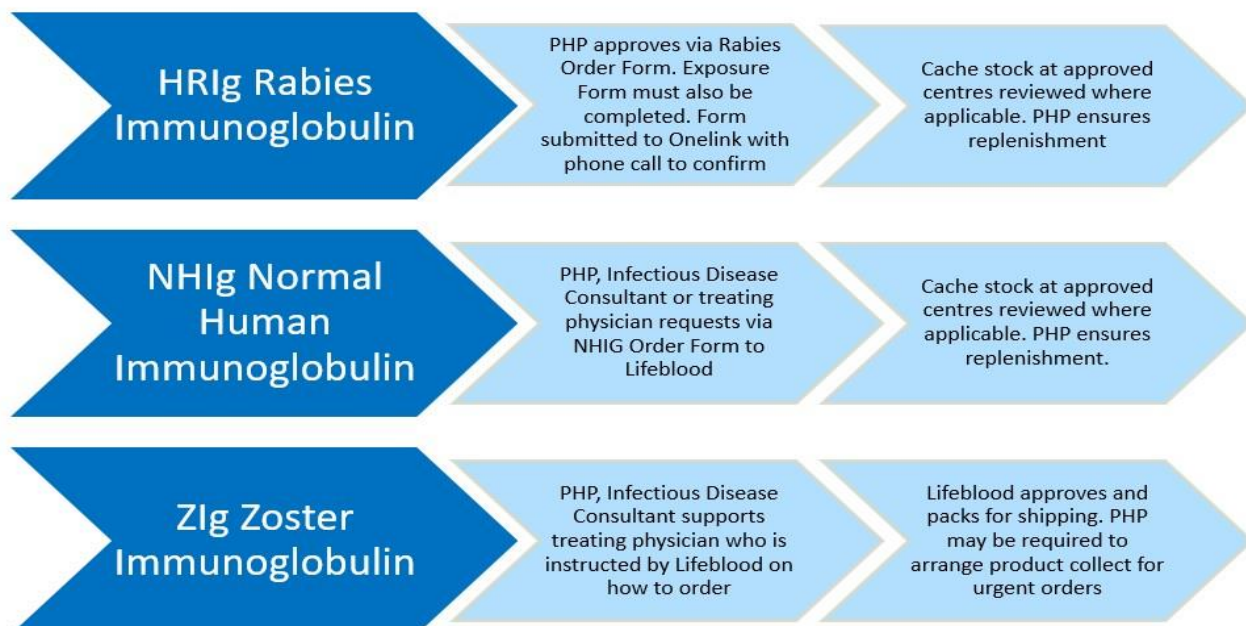 HRIg Rabies
Immunoglobulin
PHP approves via Rabies
Order Form. Exposure
Form must also be
completed. Form
submitted to Onelink with
phone call to confirm
Cache stock at approved
centres reviewed where
applicable. PHP ensures
replenishment
NHIg Normal
Human
Immunoglobulin
PHP, Infectious Disease
Consultant or treating
physician requests via
NHIG Order Form to
Lifeblood
Cache stock at approved
centres reviewed where
applicable. PHP ensures
replenishment.
ZIg Zoster
Immunoglobulin
PHP, Infectious Disease
Consultant supports
treating physician who is
instructed by Lifeblood on
how to order
Lifeblood approves and
packs for shipping. PHP
may be required to
arrange product collect for
urgent orders